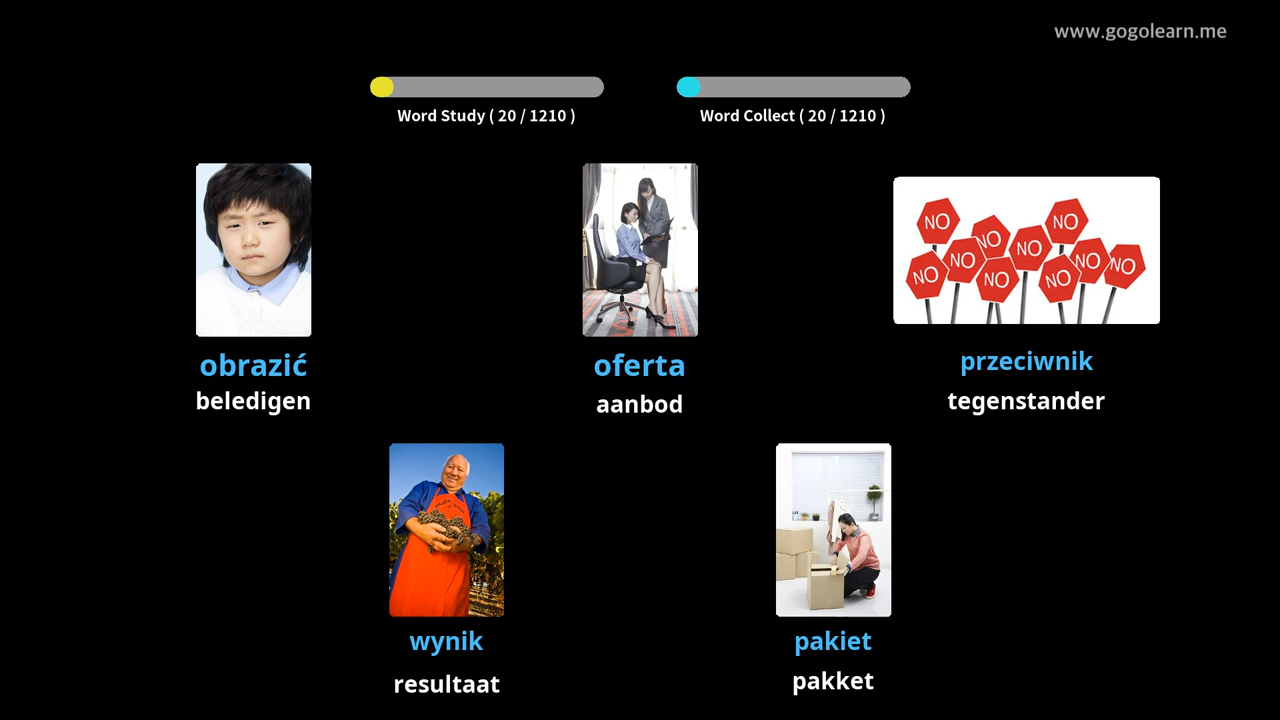 www.gogolearn.me
Word Study ( 20 / 1210 )
Word Collect ( 20 / 1210 )
NO NO NO NO NO NO NO NO NO NO
obrazić
beledigen
oferta
aanbod
przeciwnik
tegenstander
wynik
resultaat
pakiet
pakket